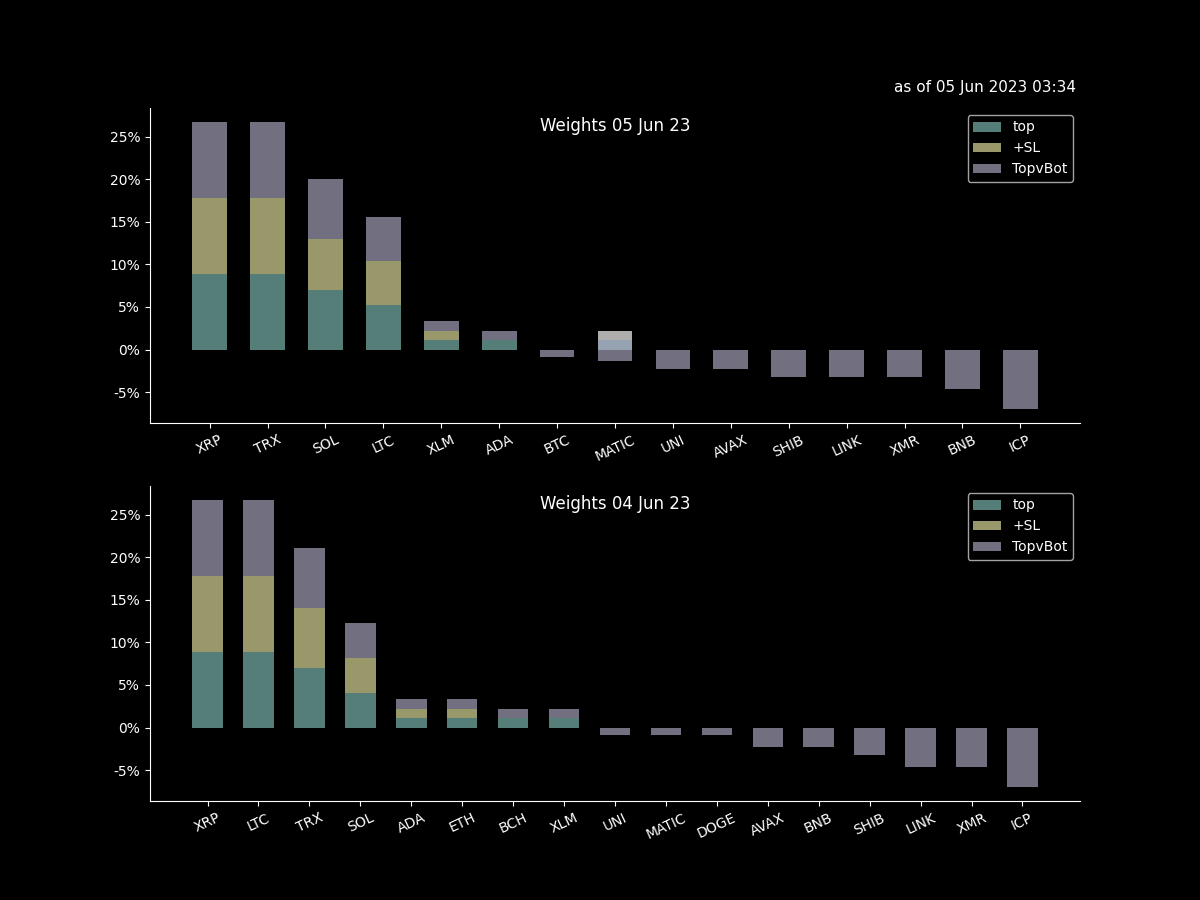 as of 05 Jun 2023 03:34
Weights 05 Jun 23
top
+SL
TopvBot
25%
20%
15%
10%
5%
0%
-5%
XRP TRX SOL LTC XLM ADA BTC MATIC UNI AVAX SHIB LINK XMR BNB ICP
Weights 04 Jun 23
top
+SL
TopvBot
25%
20%
15%
10%
5%
0%
-5%
XRP LTC TRX SOL ADA ETH BCH XLM UNI MATIC DOGE AVAX BNB SHIB LINK XMR ICP